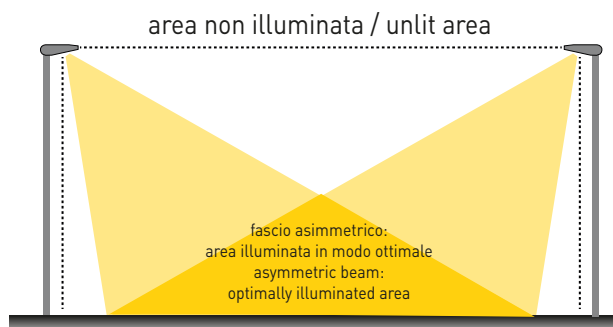 area non illuminata / unlit area
fascio asimmetrico:
area illuminata in modo ottimale
asymmetric beam:
optimally illuminated area